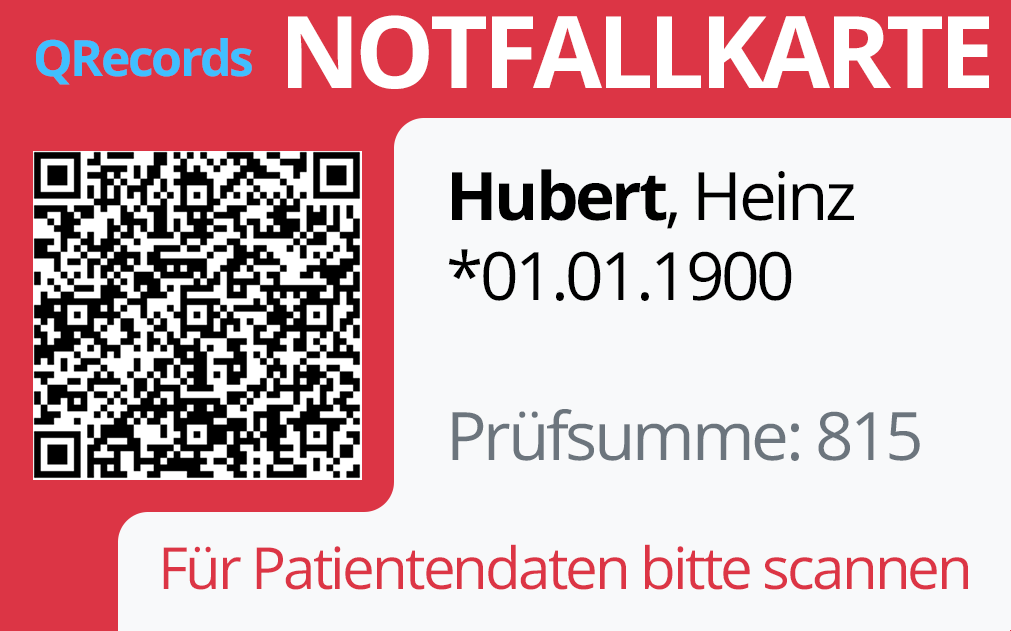 QRecords NOTFALLKARTE
Hubert, Heinz
*01.01.1900
Prüfsumme: 815
Für Patientendaten bitte scannen